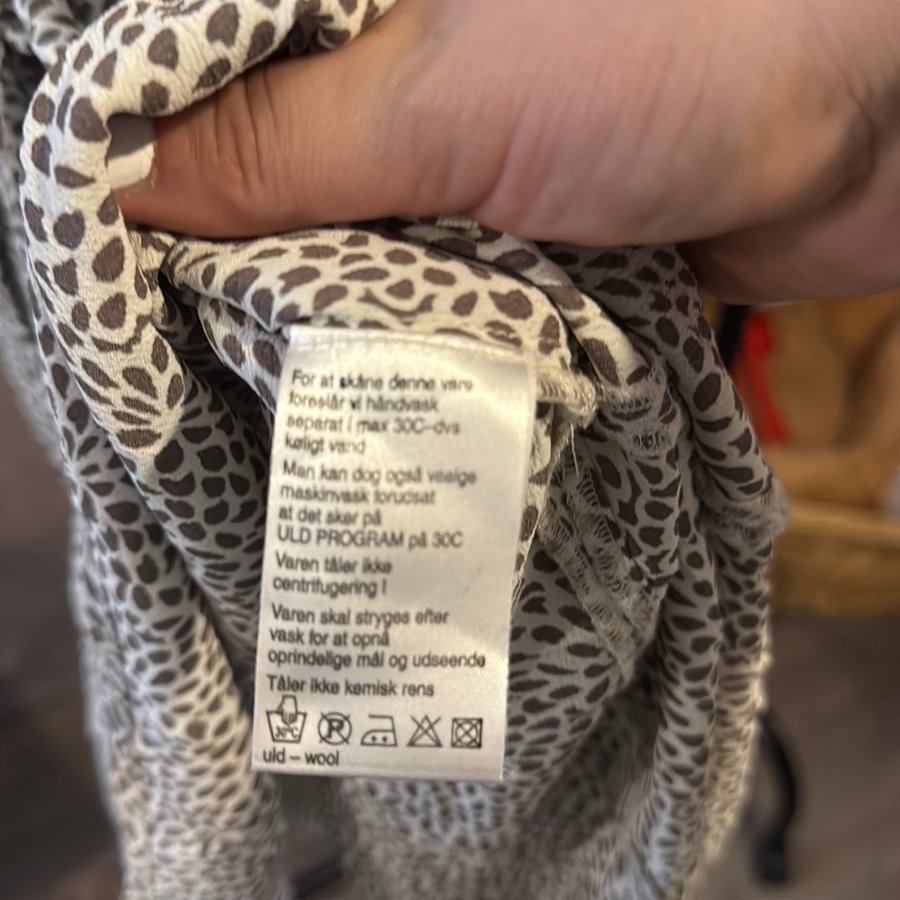 For at skåne denne vare
foreslår vi håndvask
separat i max 30C-dvs
køligt vand
Man kan dog også vaelge
maskinvask forudsat
at det sker på
ULD PROGRAM på 30C
Varen tåler ikke
centrifugering !
Varen skal stryges efter
vask for at opnå
oprindelige mål og udseende
Tåler ikke kemisk rens
30°C P
uld – wool